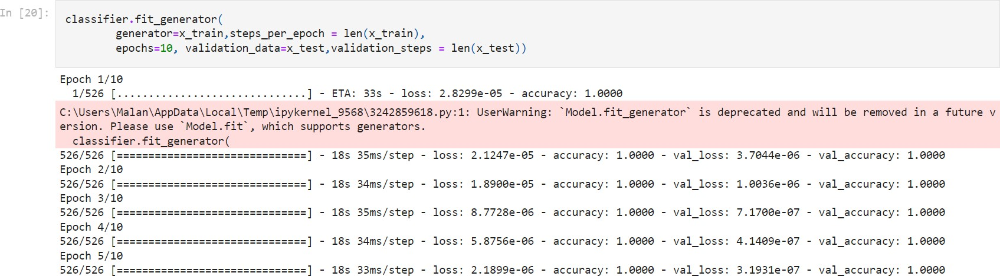 In [20]:
classifier.fit_generator(
generator=x_train,steps_per_epoch = len(x_train),
epochs=10, validation_data=x_test,validation_steps = len(x_test))
Epoch 1/10
1/526 [..............................] - ETA: 33s - loss: 2.8299e-05 - accuracy: 1.0000
C:\Users\Malan\AppData\Local\Temp\ipykernel_9568\3242859618.py:1: UserWarning: `Model.fit_generator` is deprecated and will be removed in a future v
ersion. Please use `Model.fit`, which supports generators.
classifier.fit_generator(
526/526 [==============================] - 18s 35ms/step - loss: 2.1247e-05 - accuracy: 1.0000 - val_loss: 3.7044e-06 - val_accuracy: 1.0000
Epoch 2/10
526/526 [==============================] - 18s 34ms/step - loss: 1.8900e-05 - accuracy: 1.0000 - val_loss: 1.0036e-06 - val_accuracy: 1.0000
Epoch 3/10
526/526 [==============================] - 18s 35ms/step - loss: 8.7728e-06 - accuracy: 1.0000 - val_loss: 7.1700e-07 - val_accuracy: 1.0000
Epoch 4/10
526/526 [==============================] - 18s 34ms/step - loss: 5.8756e-06 - accuracy: 1.0000 - val_loss: 4.1409e-07 - val_accuracy: 1.0000
Epoch 5/10
526/526 [==============================] - 18s 33ms/step - loss: 2.1899e-06 - accuracy: 1.0000 - val_loss: 3.1931e-07 - val_accuracy: 1.0000